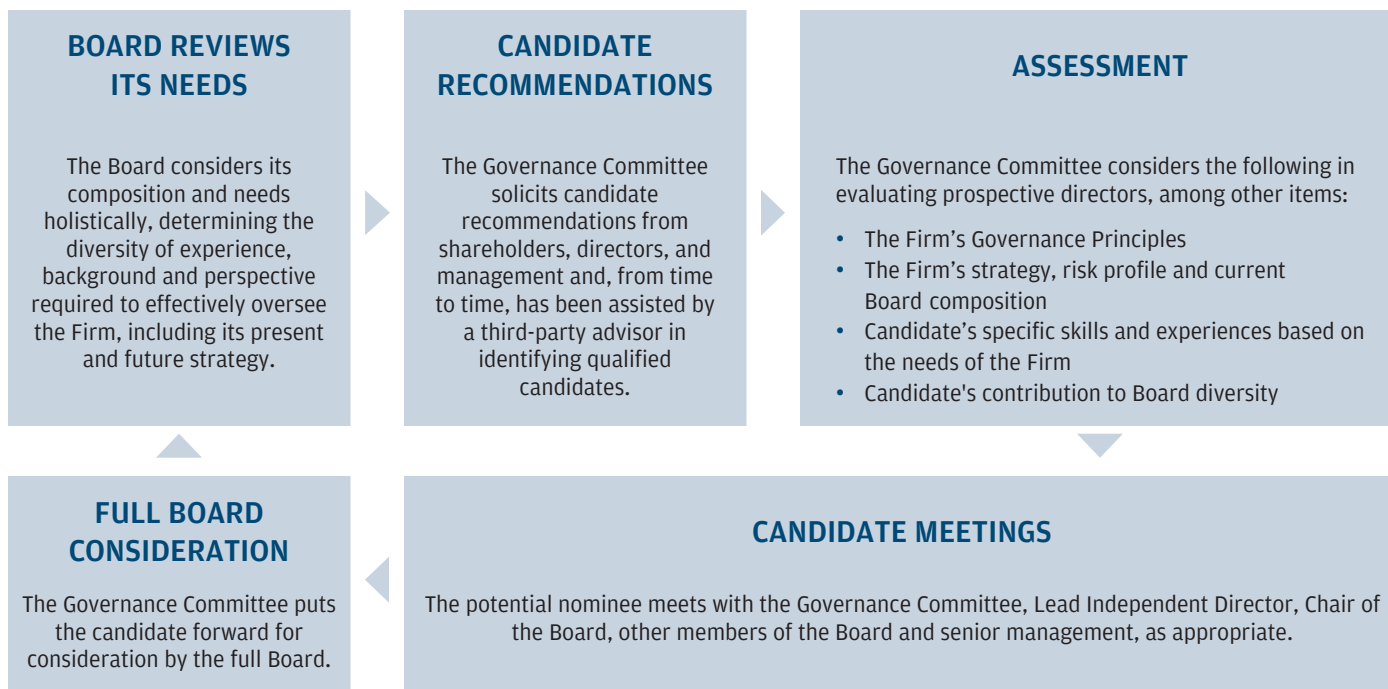 BOARD REVIEWS
ITS NEEDS
The Board considers its
composition and needs
holistically, determining the
diversity of experience,
background and perspective
required to effectively oversee
the Firm, including its present
and future strategy.
CANDIDATE
RECOMMENDATIONS
The Governance Committee
solicits candidate
recommendations from
shareholders, directors, and
management and, from time
to time, has been assisted by
a third-party advisor in
identifying qualified
candidates.
ASSESSMENT
The Governance Committee considers the following in
evaluating prospective directors, among other items:
• The Firm’s Governance Principles
• The Firm’s strategy, risk profile and current
Board composition
• Candidate’s specific skills and experiences based on
the needs of the Firm
• Candidate's contribution to Board diversity
CANDIDATE MEETINGS
The potential nominee meets with the Governance Committee, Lead Independent Director, Chair of
the Board, other members of the Board and senior management, as appropriate.
FULL BOARD
CONSIDERATION
The Governance Committee puts
the candidate forward for
consideration by the full Board.